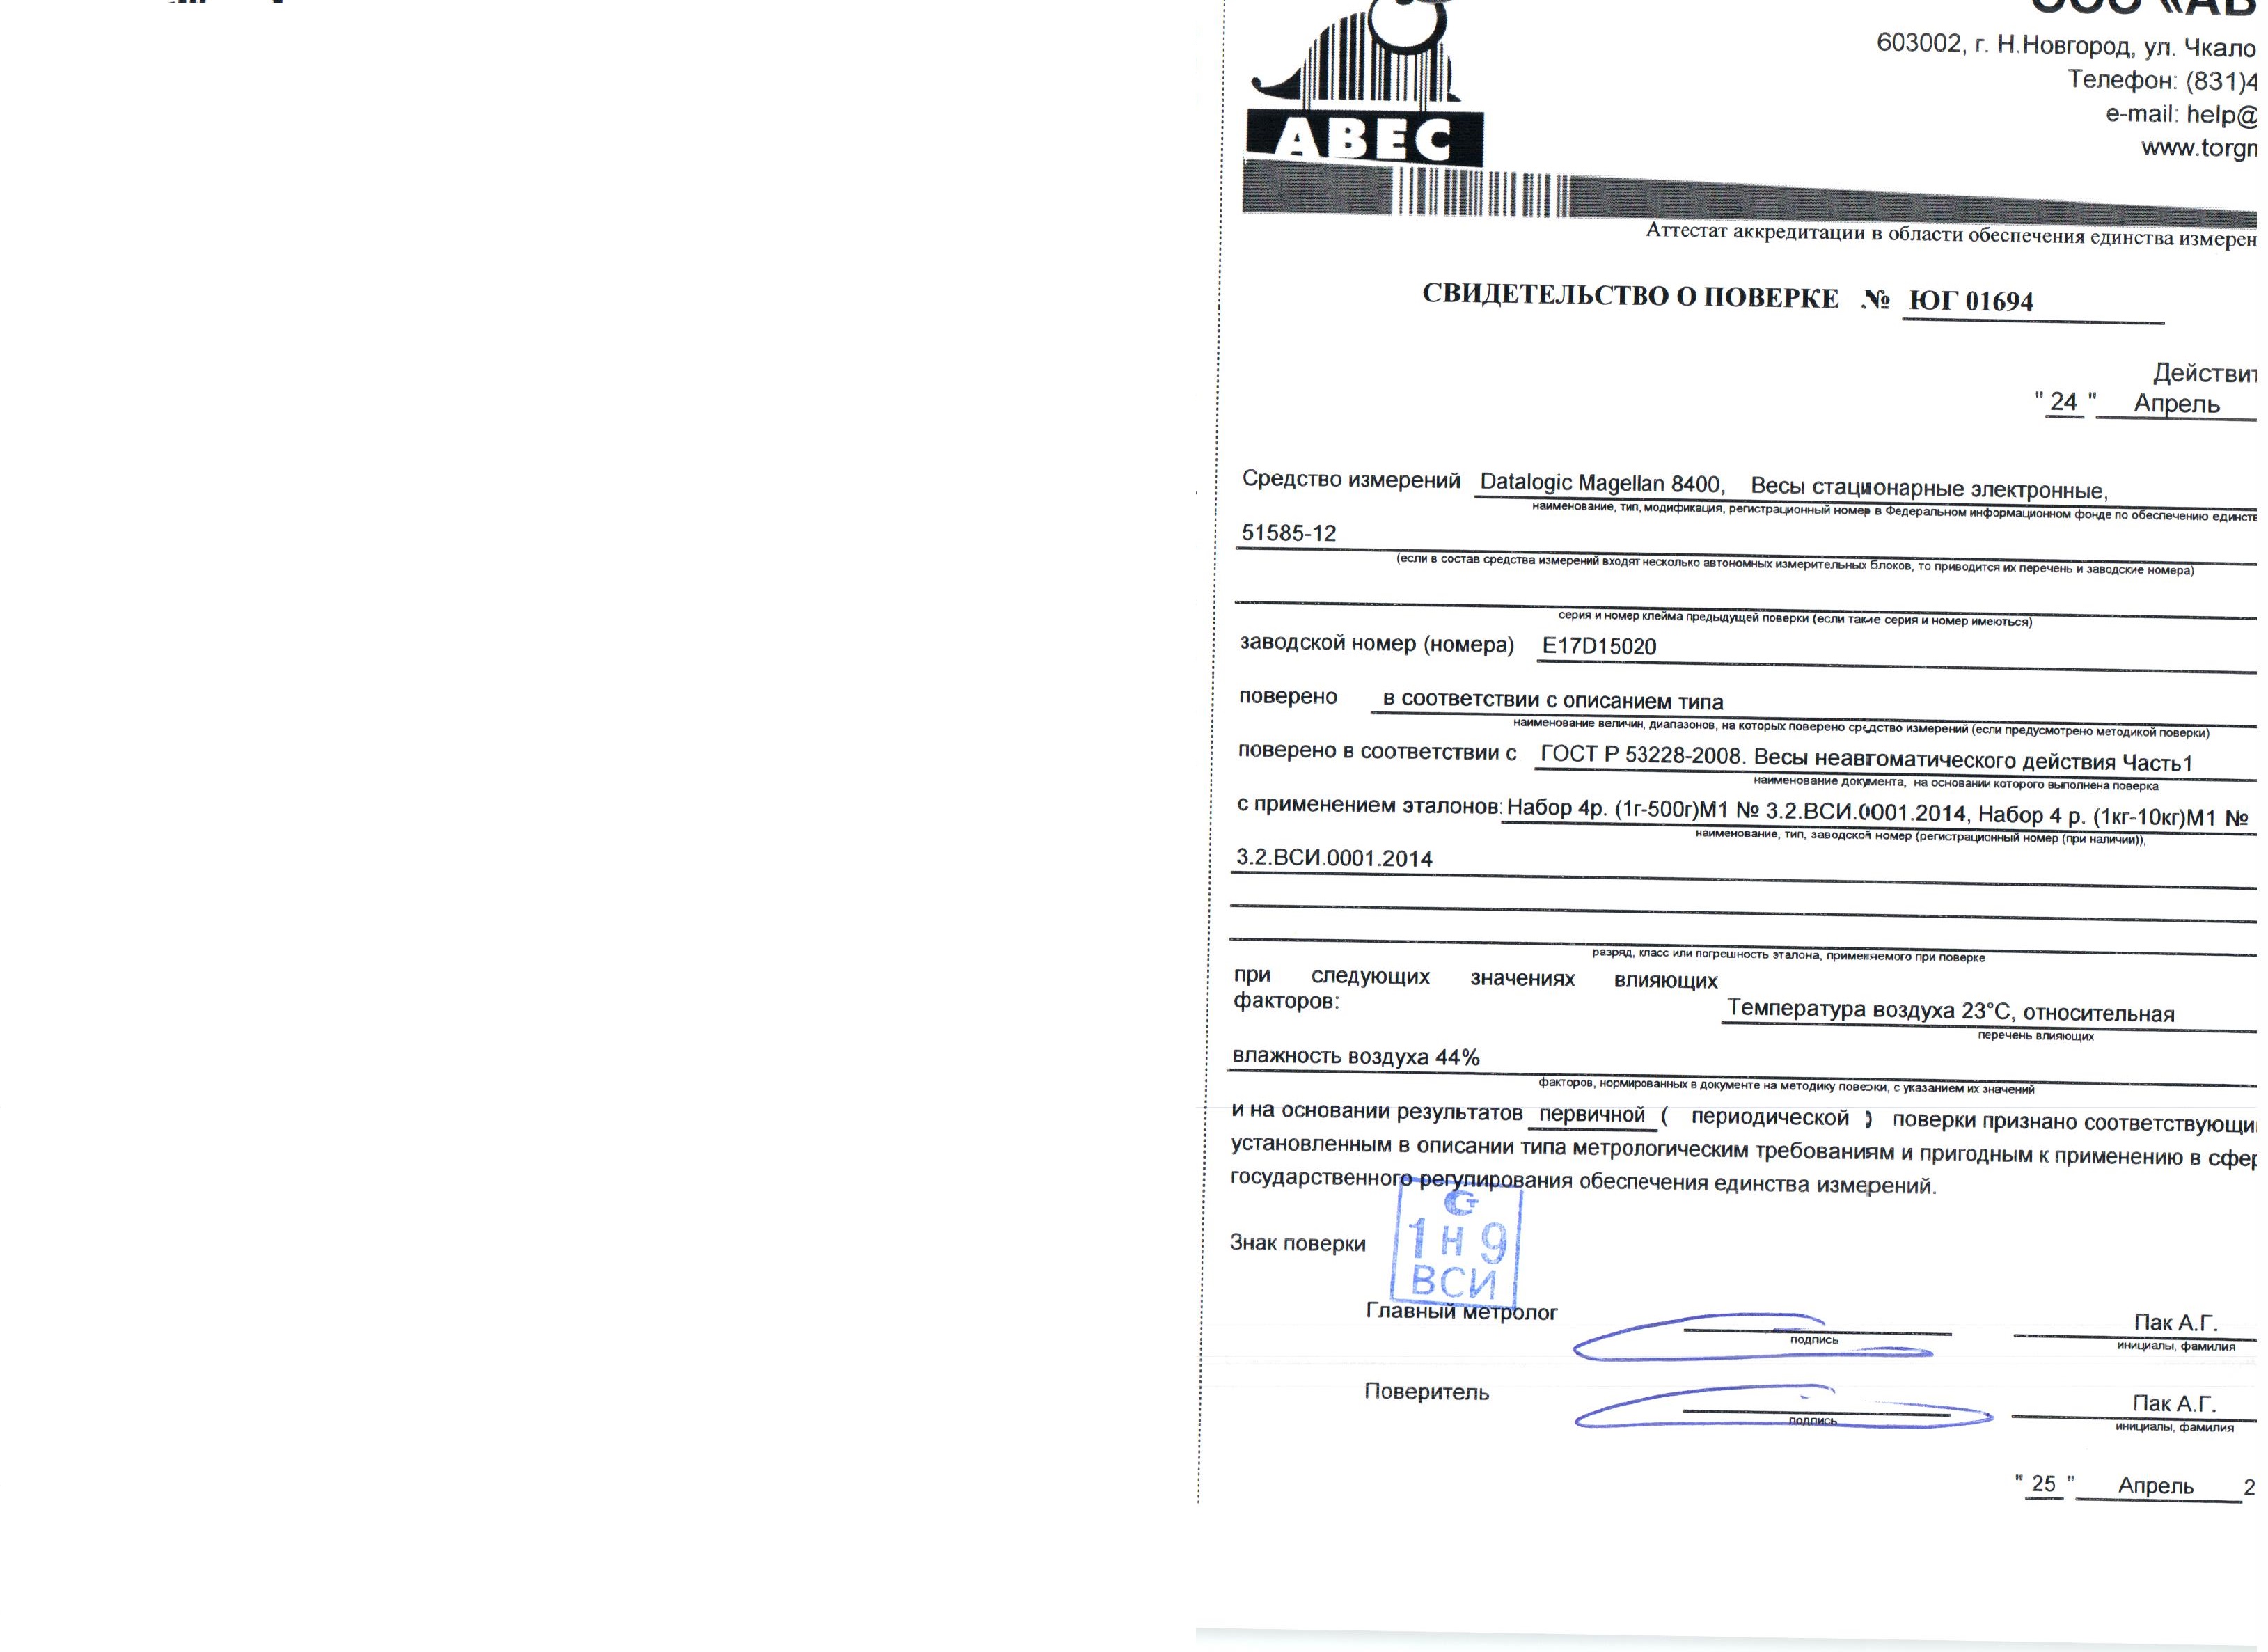 ООО «АВ
603002, г. Н.Новгород, ул. Чкало
Телефон: (831)4
e-mail: help@
www.torgm
АВЕС
Аттестат аккредитации в области обеспечения единства измерен
СВИДЕТЕЛЬСТВО О ПОВЕРКЕ № ЮГ 01694
Действит
" 24 " Апрель
Средство измерений Datalogic Magellan 8400, Весы стационарные электронные,
наименование, тип, модификация, регистрационный номер в Федеральном информационном фонде по обеспечению единств
51585-12
(если в состав средства измерений входят несколько автономных измерительных блоков, то приводится их перечень и заводские номера)
серия и номер клейма предыдущей поверки (если такие серия и номер имеються)
заводской номер (номера) E17D15020
поверено в соответствии с описанием типа
наименование величин, диапазонов, на которых поверено средство измерений (если предусмотрено методикой поверки)
поверено в соответствии с ГОСТ Р 53228-2008. Весы неавтоматического действия Часть1
наименование документа, на основании которого выполнена поверка
с применением эталонов: Набор 4р. (1г-500г)М1 № 3.2.ВСИ.0001.2014, Набор 4 р. (1кг-10кг)М1 №
наименование, тип, заводской номер (регистрационный номер (при наличии)),
3.2.ВСИ.0001.2014
разряд, класс или погрешность эталона, применяемого при поверке
при следующих значениях влияющих
факторов: Температура воздуха 23°С, относительная
перечень влияющих
влажность воздуха 44%
факторов, нормированных в документе на методику поверки, с указанием их значений
и на основании результатов первичной ( периодической ) поверки признано соответствующи
установленным в описании типа метрологическим требованиям и пригодным к применению в сфер
государственного регулирования обеспечения единства измерений.
Знак поверки
1 Н 9
ВСИ
Главный метролог Пак А.Г.
подпись инициалы, фамилия
Поверитель Пак А.Г.
подпись инициалы, фамилия
" 25 " Апрель 2